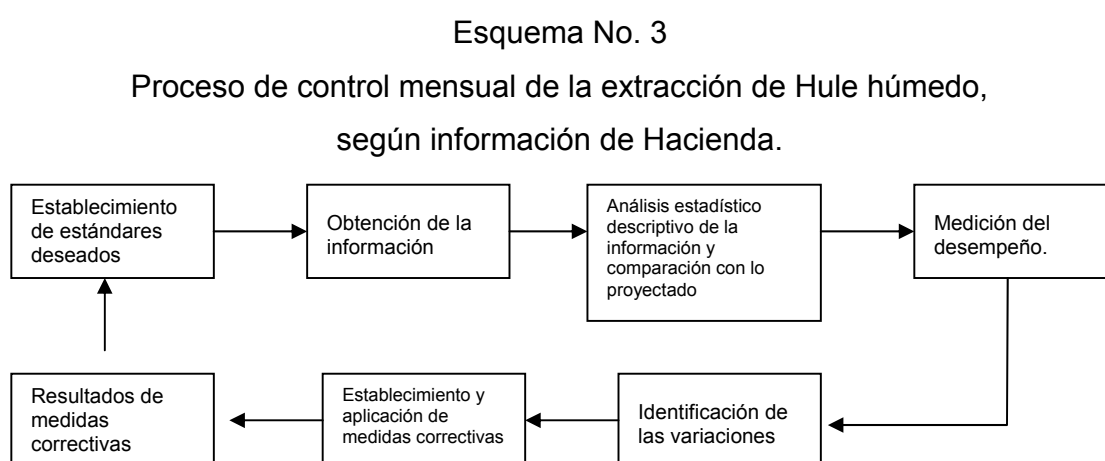 Esquema No. 3
Proceso de control mensual de la extracción de Hule húmedo,
según información de Hacienda.
Establecimiento
de estándares
deseados
Obtención de la
información
Análisis estadístico
descriptivo de la
información y
comparación con lo
proyectado
Medición del
desempeño.
Identificación de
las variaciones
Establecimiento y
aplicación de
medidas correctivas
Resultados de
medidas
correctivas